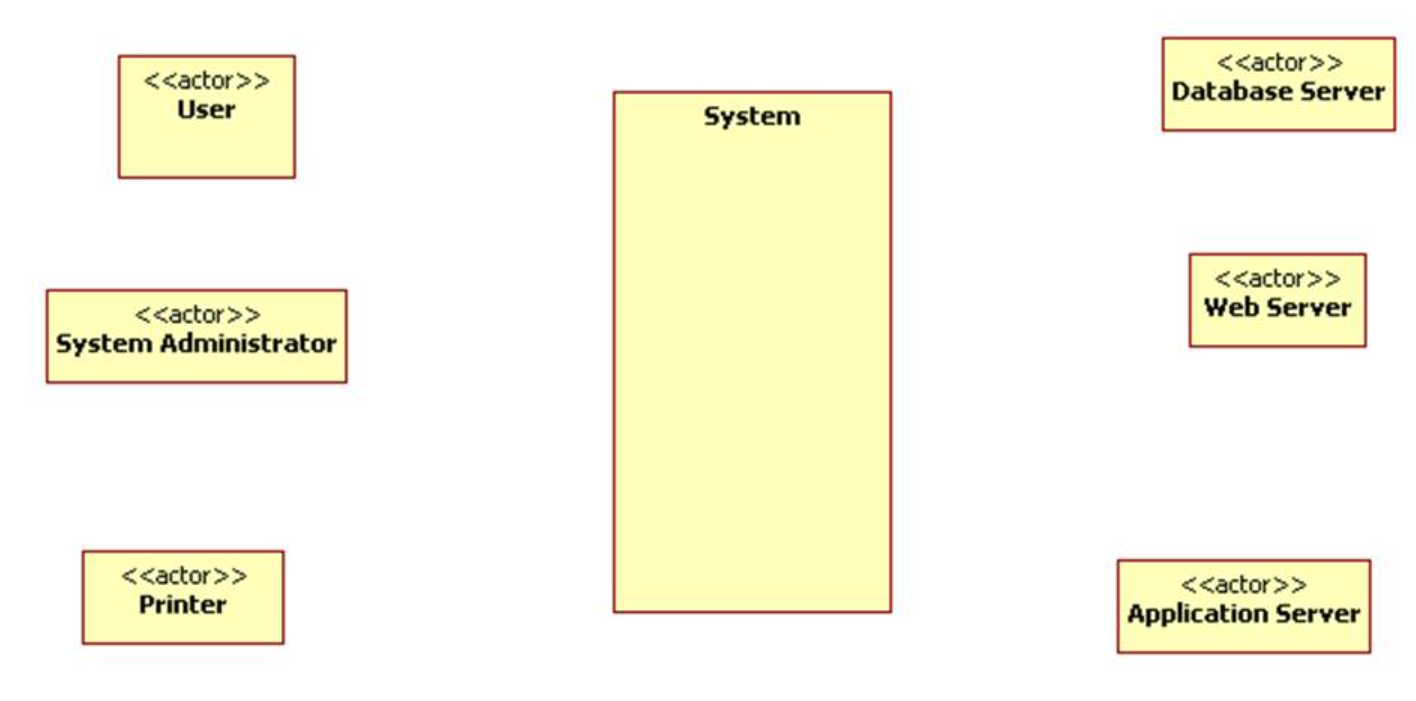 <<actor>>
User
<<actor>>
System Administrator
<<actor>>
Printer
System
<<actor>>
Database Server
<<actor>>
Web Server
<<actor>>
Application Server